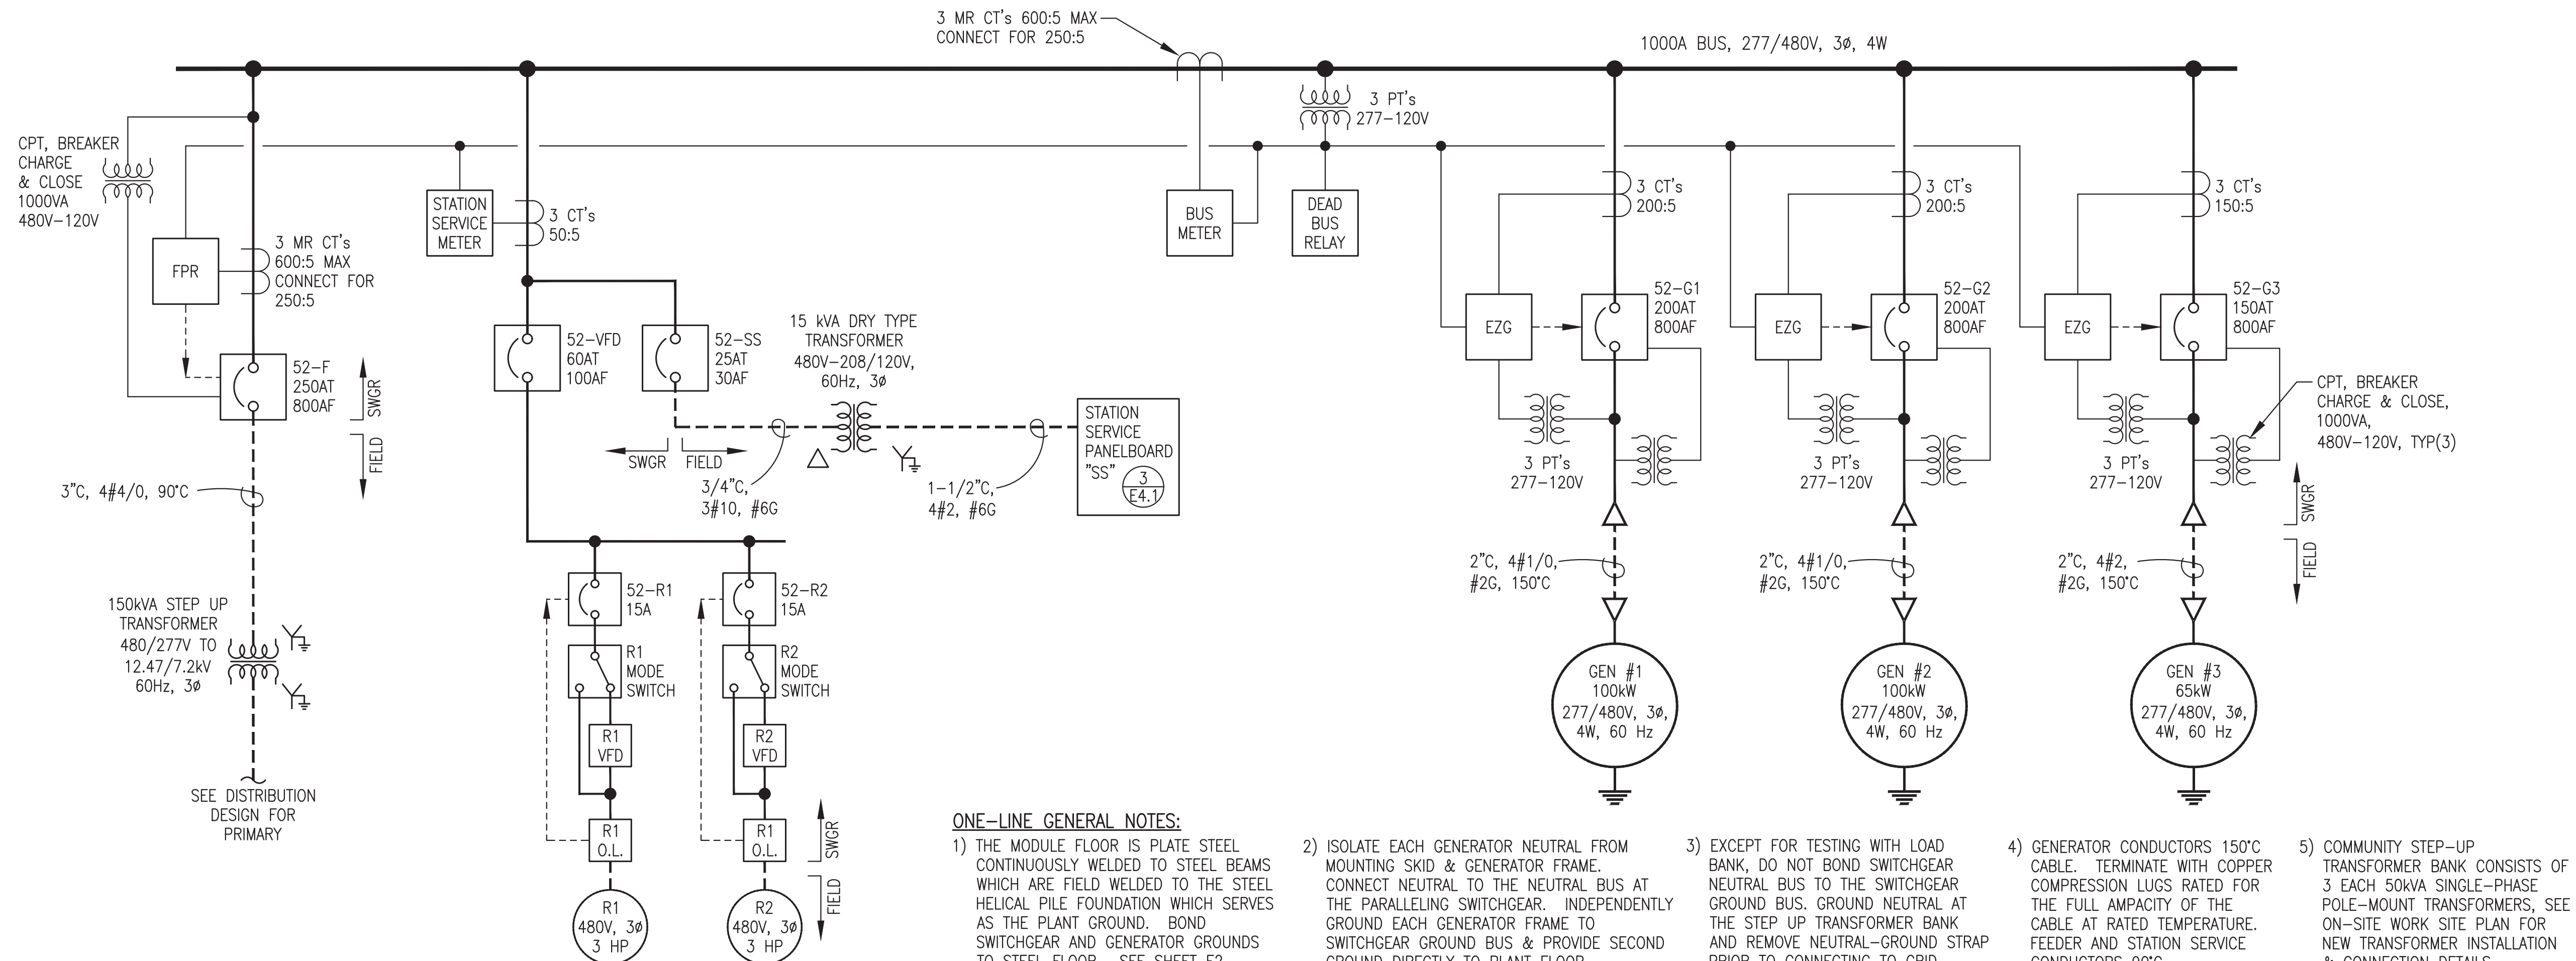 3 MR CT's 600:5 MAX
CONNECT FOR 250:5
1000A BUS, 277/480V, 3ø, 4W
CPT, BREAKER
CHARGE
& CLOSE
1000VA
480V-120V
FPR
3 MR CT's
600:5 MAX
CONNECT FOR
250:5
52-F
250AT
800AF
SWGR
FIELD
3"C, 4#4/0, 90°C
150kVA STEP UP
TRANSFORMER
480/277V TO
12.47/7.2kV
60Hz, 3ø
SEE DISTRIBUTION
DESIGN FOR
PRIMARY
STATION
SERVICE
METER
3 CT's
50:5
52-VFD
60AT
100AF
52-SS
25AT
30AF
15 kVA DRY TYPE
TRANSFORMER
480V-208/120V,
60Hz, 3ø
SWGR
FIELD
3/4"C,
3#10, #6G
1-1/2"C,
4#2, #6G
STATION
SERVICE
PANELBOARD
"SS"
3
E4.1
52-R1
15A
R1
MODE
SWITCH
R1
VFD
R1
O.L.
R1
480V, 3ø
3 HP
52-R2
15A
R2
MODE
SWITCH
R2
VFD
R1
O.L.
R2
480V, 3ø
3 HP
SWGR
FIELD
BUS
METER
3 PT's
277-120V
DEAD
BUS
RELAY
3 CT's
200:5
EZG
52-G1
200AT
800AF
3 PT's
277-120V
2"C, 4#1/0,
#2G, 150°C
GEN #1
100kW
277/480V, 3ø,
4W, 60 Hz
3 CT's
200:5
EZG
52-G2
200AT
800AF
3 PT's
277-120V
2"C, 4#1/0,
#2G, 150°C
GEN #2
100kW
277/480V, 3ø,
4W, 60 Hz
3 CT's
150:5
EZG
52-G3
150AT
800AF
3 PT's
277-120V
CPT, BREAKER
CHARGE & CLOSE,
1000VA,
480V-120V, TYP(3)
SWGR
FIELD
2"C, 4#2,
#2G, 150°C
GEN #3
65kW
277/480V, 3ø,
4W, 60 Hz
ONE-LINE GENERAL NOTES:
1) THE MODULE FLOOR IS PLATE STEEL
CONTINUOUSLY WELDED TO STEEL BEAMS
WHICH ARE FIELD WELDED TO THE STEEL
HELICAL PILE FOUNDATION WHICH SERVES
AS THE PLANT GROUND. BOND
SWITCHGEAR AND GENERATOR GROUNDS
TO STEEL FLOOR. SEE SHEET E2
2) ISOLATE EACH GENERATOR NEUTRAL FROM
MOUNTING SKID & GENERATOR FRAME.
CONNECT NEUTRAL TO THE NEUTRAL BUS AT
THE PARALLELING SWITCHGEAR. INDEPENDENTLY
GROUND EACH GENERATOR FRAME TO
SWITCHGEAR GROUND BUS & PROVIDE SECOND
GROUND DIRECTLY TO PLANT FLOOR
3) EXCEPT FOR TESTING WITH LOAD
BANK, DO NOT BOND SWITCHGEAR
NEUTRAL BUS TO THE SWITCHGEAR
GROUND BUS. GROUND NEUTRAL AT
THE STEP UP TRANSFORMER BANK
AND REMOVE NEUTRAL-GROUND STRAP
PRIOR TO CONNECTING TO GRID
4) GENERATOR CONDUCTORS 150°C
CABLE. TERMINATE WITH COPPER
COMPRESSION LUGS RATED FOR
THE FULL AMPACITY OF THE
CABLE AT RATED TEMPERATURE.
FEEDER AND STATION SERVICE
CONDUCTORS 90°C
5) COMMUNITY STEP-UP
TRANSFORMER BANK CONSISTS OF
3 EACH 50kVA SINGLE-PHASE
POLE-MOUNT TRANSFORMERS, SEE
ON-SITE WORK SITE PLAN FOR
NEW TRANSFORMER INSTALLATION
& CONNECTION DETAILS